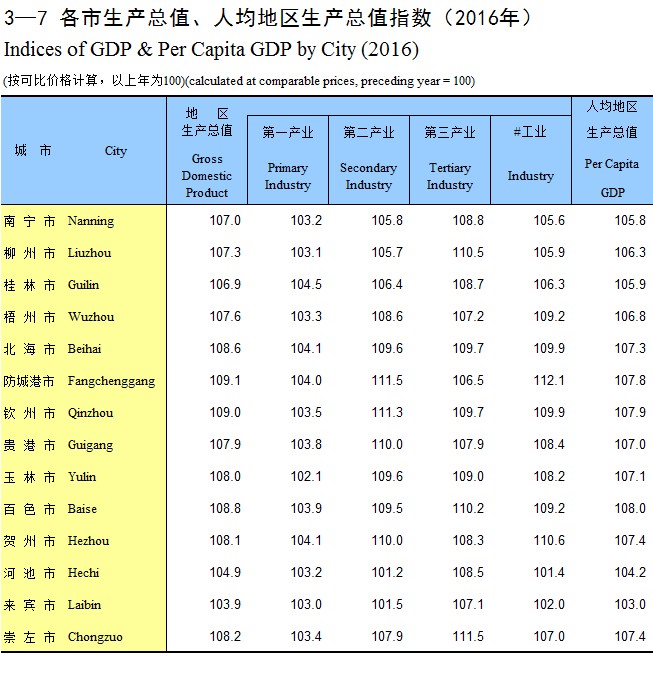 3—7 各市生产总值、人均地区生产总值指数（2016年）
Indices of GDP & Per Capita GDP by City (2016)
(按可比价格计算，以上年为100)(calculated at comparable prices, preceding year = 100)
城 市 City
地 区
生产总值
Gross
Domestic
Product
第一产业
Primary
Industry
第二产业
Secondary
Industry
第三产业
Tertiary
Industry
#工业
Industry
人均地区
生产总值
Per Capita
GDP
南 宁 市 Nanning 107.0 103.2 105.8 108.8 105.6 105.8
柳 州 市 Liuzhou 107.3 103.1 105.7 110.5 105.9 106.3
桂 林 市 Guilin 106.9 104.5 106.4 108.7 106.3 105.9
梧 州 市 Wuzhou 107.6 103.3 108.6 107.2 109.2 106.8
北 海 市 Beihai 108.6 104.1 109.6 109.7 109.9 107.3
防城港市 Fangchenggang 109.1 104.0 111.5 106.5 112.1 107.8
钦 州 市 Qinzhou 109.0 103.5 111.3 109.7 109.9 107.9
贵 港 市 Guigang 107.9 103.8 110.0 107.9 108.4 107.0
玉 林 市 Yulin 108.0 102.1 109.6 109.0 108.2 107.1
百 色 市 Baise 108.8 103.9 109.5 110.2 109.2 108.0
贺 州 市 Hezhou 108.1 104.1 110.0 108.3 110.6 107.4
河 池 市 Hechi 104.9 103.2 101.2 108.5 101.4 104.2
来 宾 市 Laibin 103.9 103.0 101.5 107.1 102.0 103.0
崇 左 市 Chongzuo 108.2 103.4 107.9 111.5 107.0 107.4